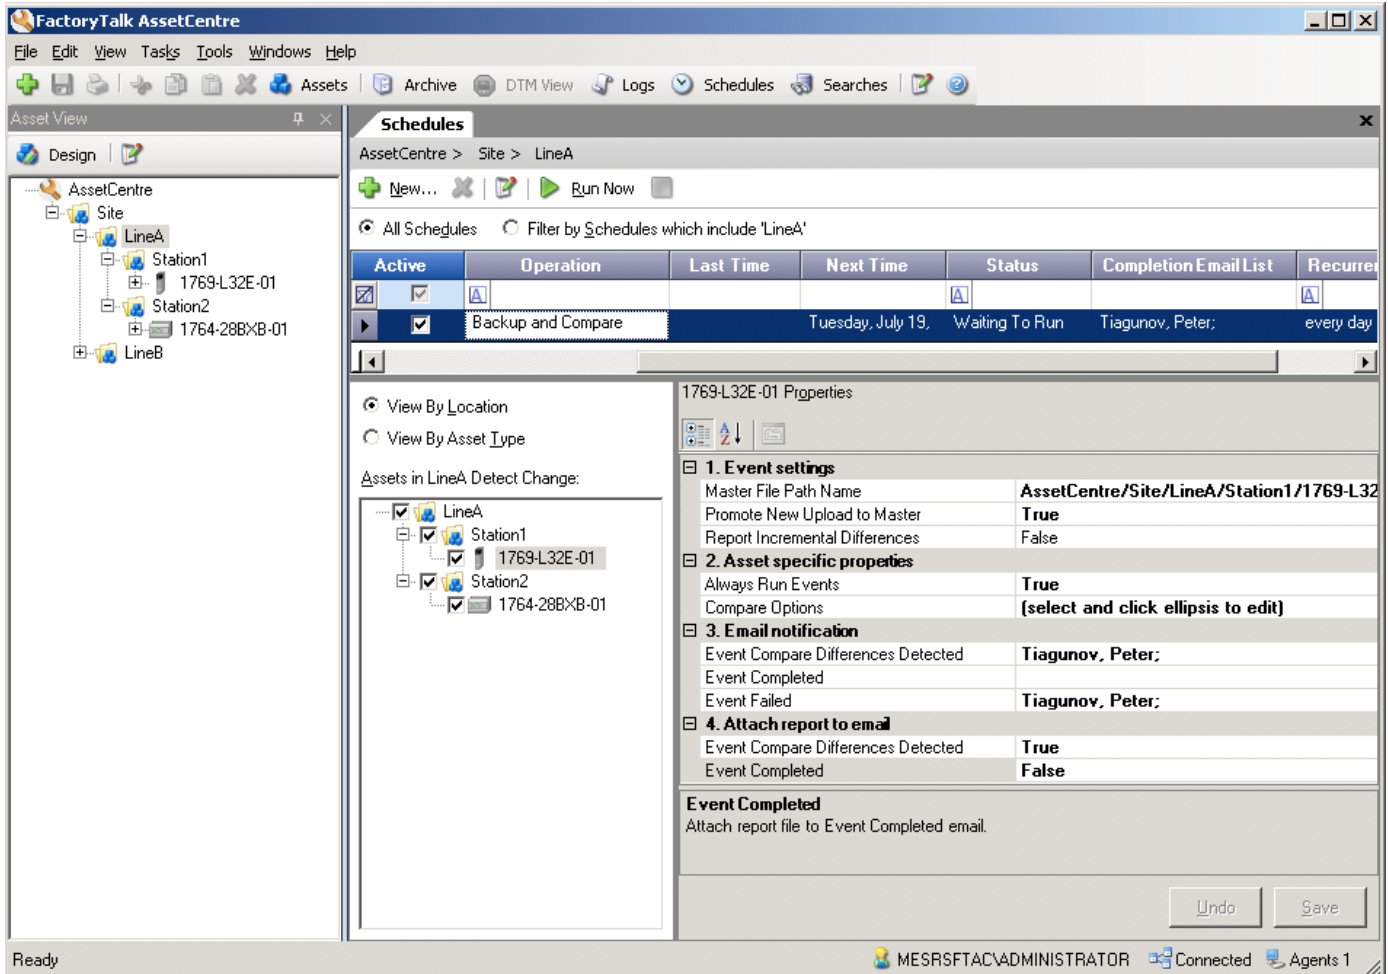 FactoryTalk AssetCentre
File Edit View Tasks Tools Windows Help
Assets Archive DTM View Logs Schedules Searches
Asset View
Design
AssetCentre
Site
LineA
Station1
1769-L32E-01
Station2
1764-28BXB-01
LineB
Schedules
AssetCentre > Site > LineA
New... Run Now
All Schedules Filter by Schedules which include 'LineA'
Active Operation Last Time Next Time Status Completion Email List Recurre
Backup and Compare Tuesday, July 19, Waiting To Run Tiagunov, Peter; every day
View By Location
View By Asset Type
Assets in LineA Detect Change:
LineA
Station1
1769-L32E-01
Station2
1764-28BXB-01
1769-L32E-01 Properties
1. Event settings
Master File Path Name AssetCentre/Site/LineA/Station1/1769-L32
Promote New Upload to Master True
Report Incremental Differences False
2. Asset specific properties
Always Run Events True
Compare Options (select and click ellipsis to edit)
3. Email notification
Event Compare Differences Detected Tiagunov, Peter;
Event Completed
Event Failed Tiagunov, Peter;
4. Attach report to email
Event Compare Differences Detected True
Event Completed False
Event Completed
Attach report file to Event Completed email.
Undo Save
Ready MESRSFTAC\ADMINISTRATOR Connected Agents 1